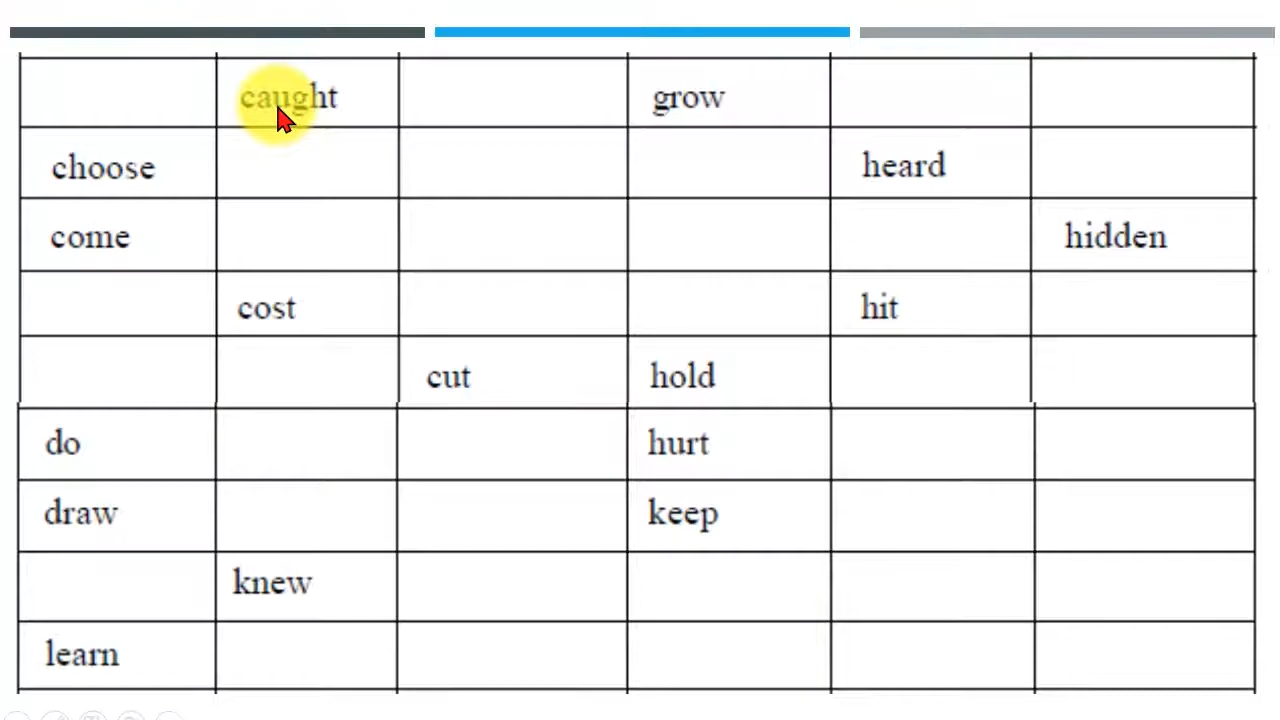 caught grow
choose heard
come hidden
cost hit
cut hold
do hurt
draw keep
knew
learn